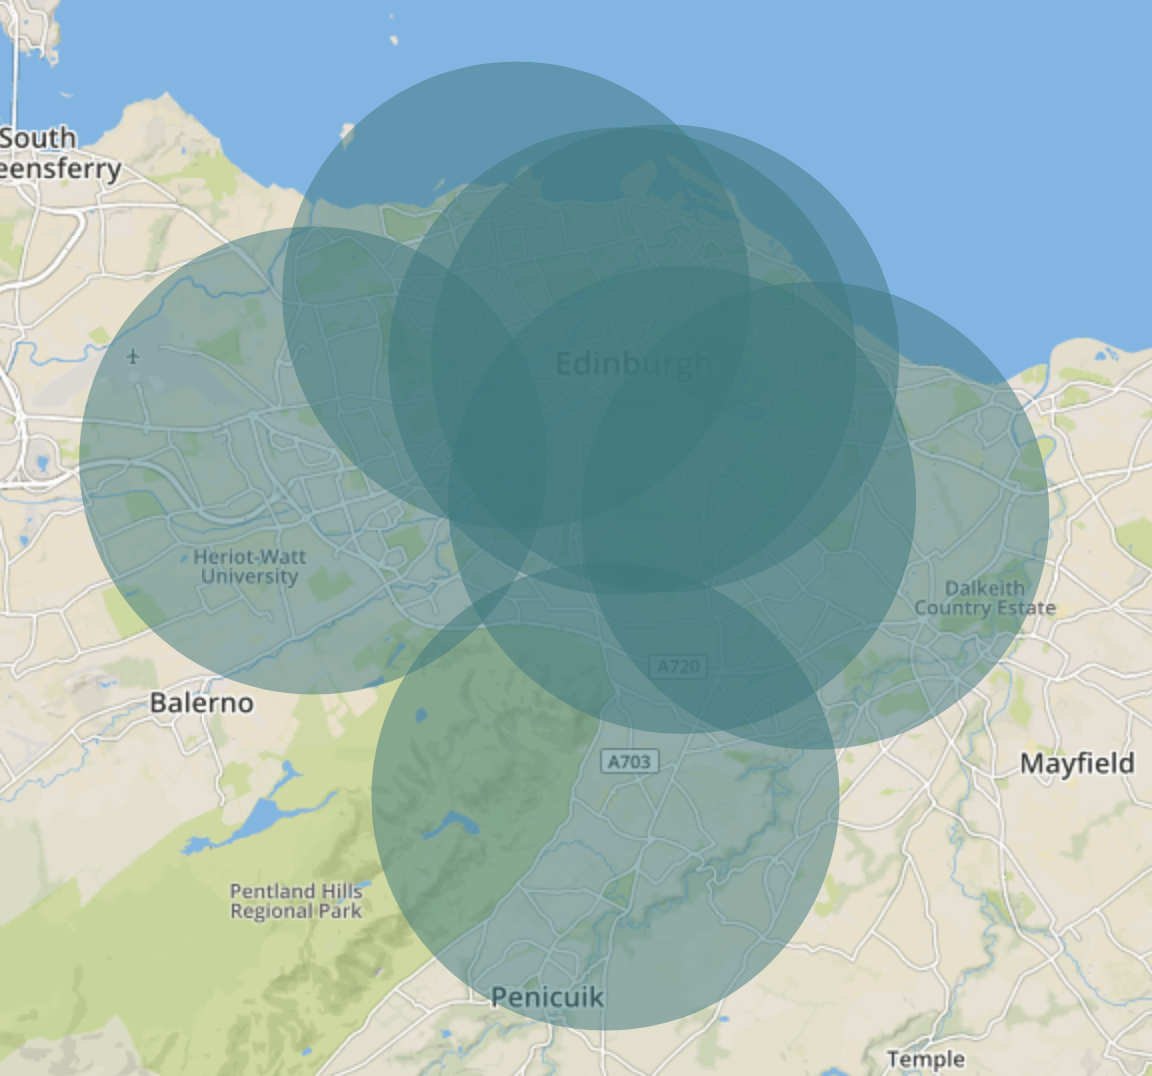 South
eensferry
Edinburgh
Heriot-Watt
University
Dalkeith
Country Estate
A720
Balerno
A703
Mayfield
Pentland Hills
Regional Park
Penicuik
Temple